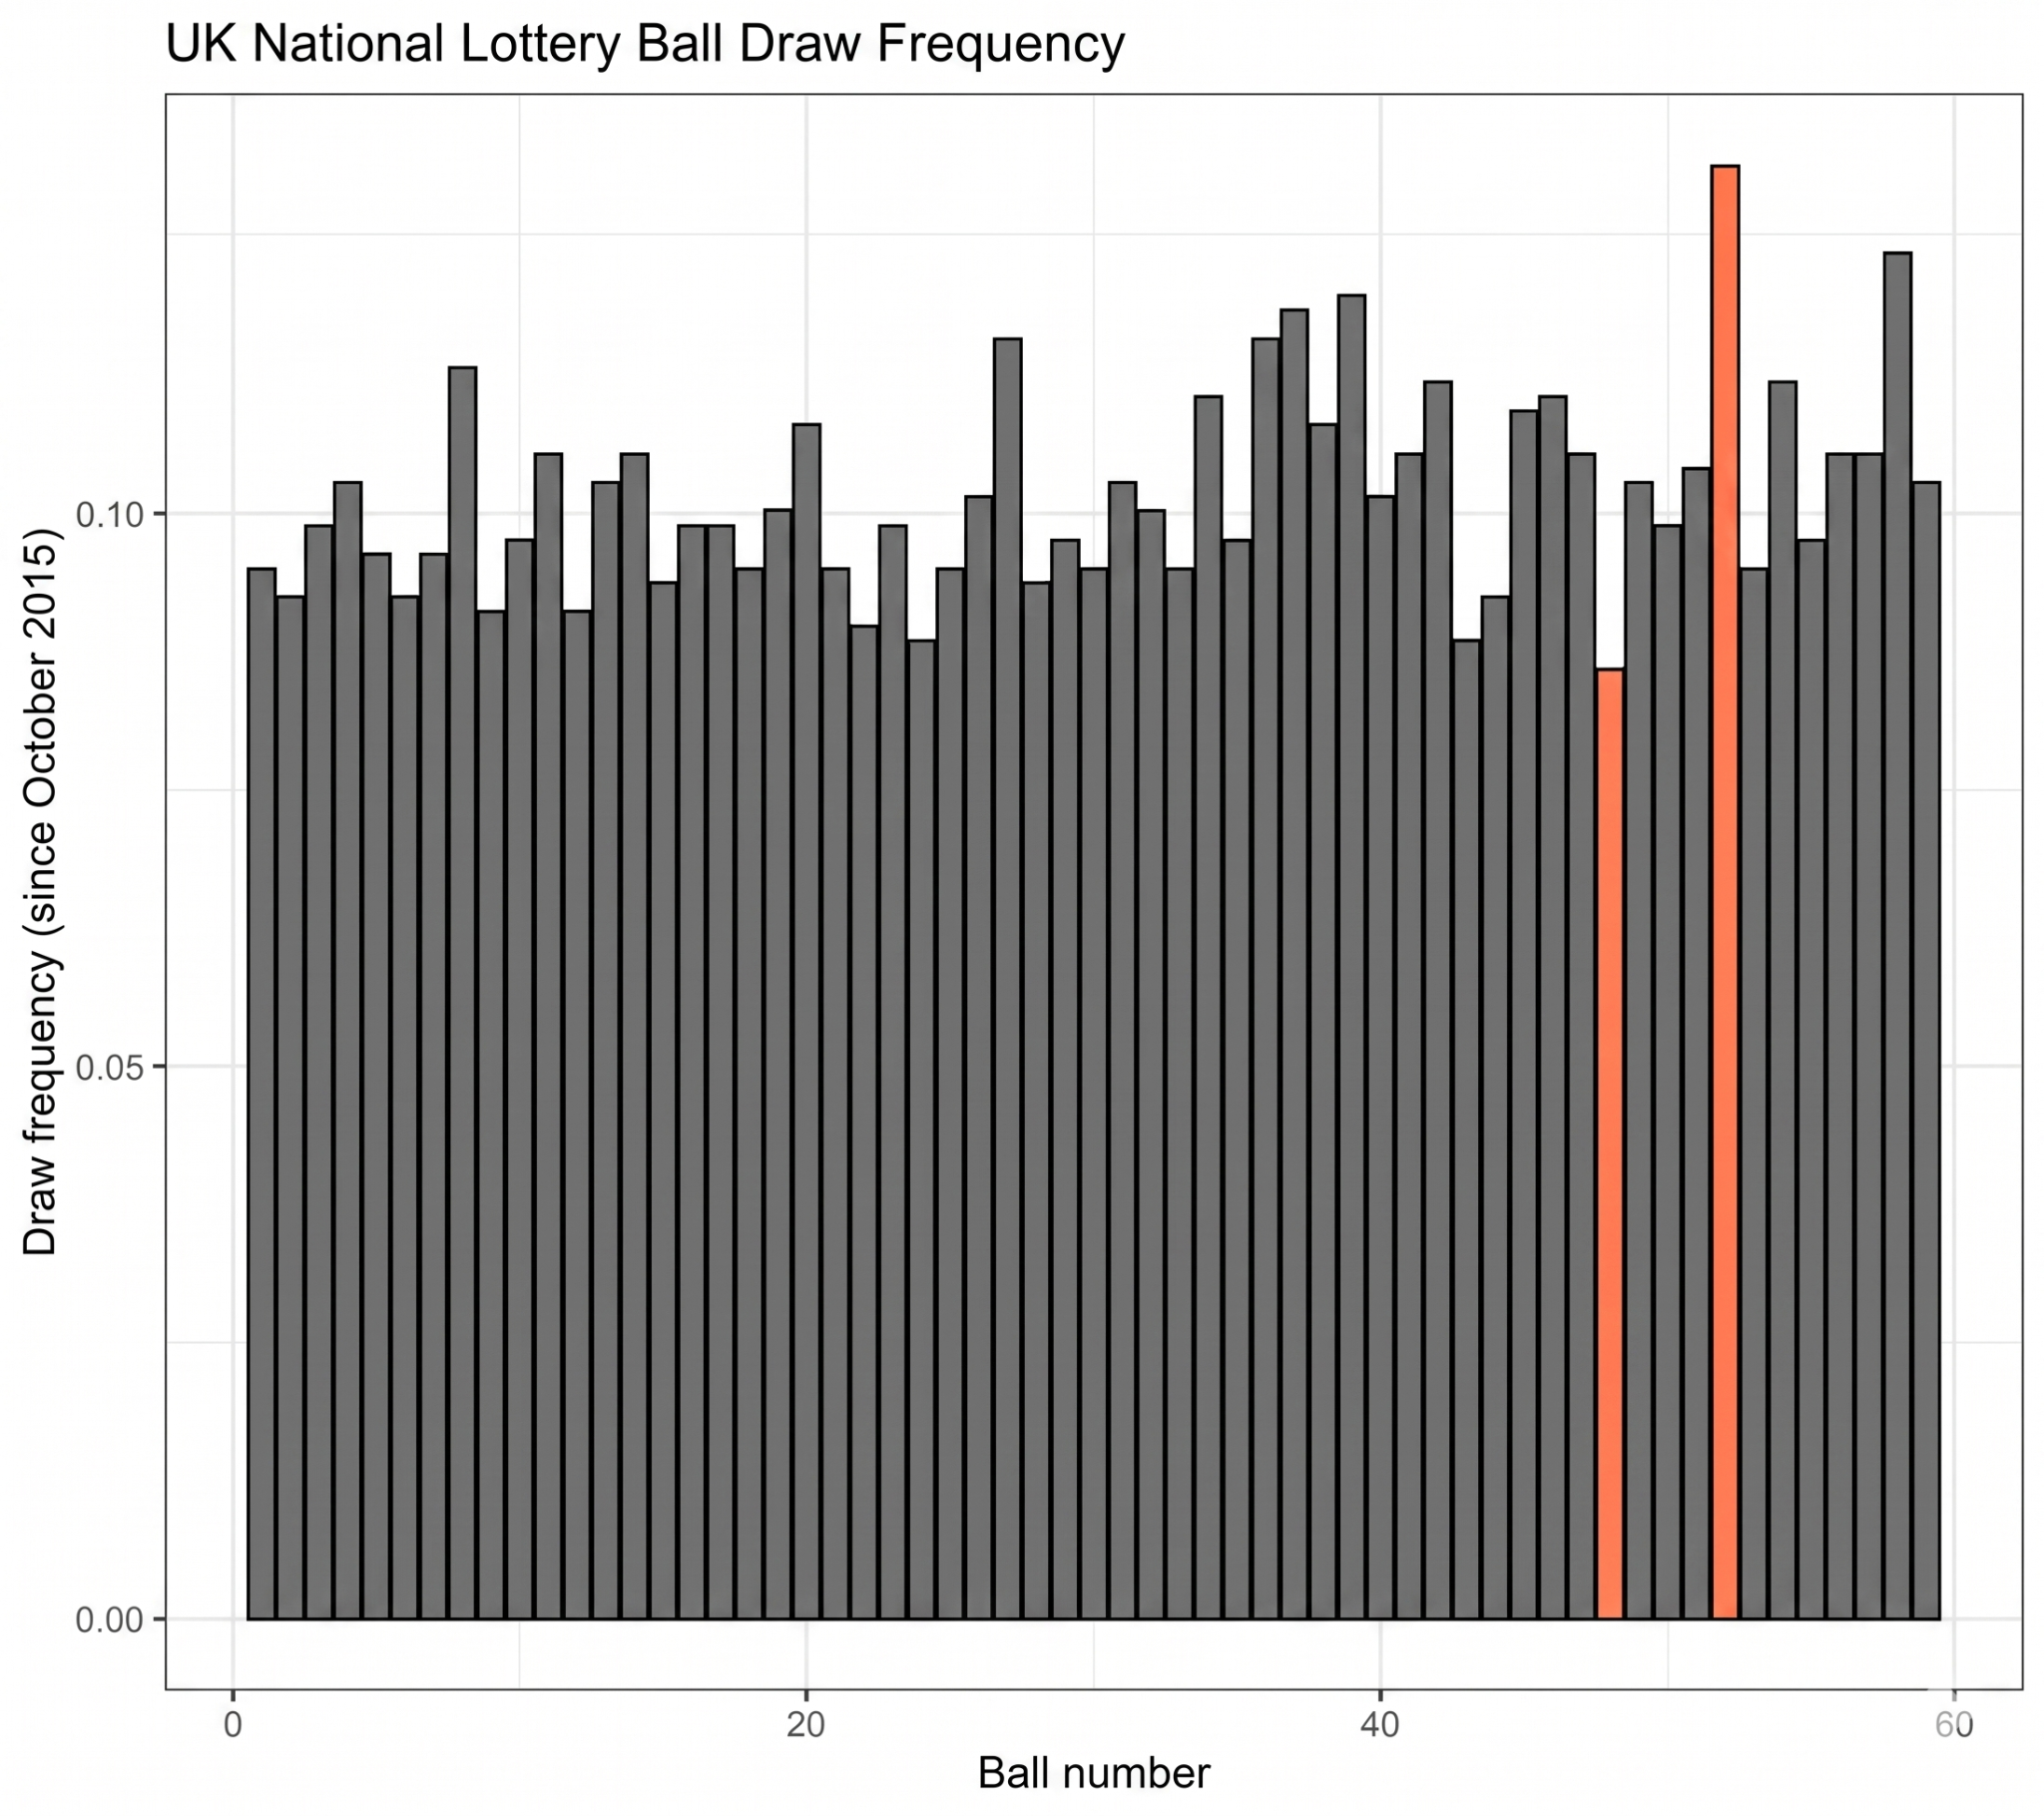 UK National Lottery Ball Draw Frequency
Draw frequency (since October 2015)
0.10
0.05
0.00
0 20 40 60
Ball number